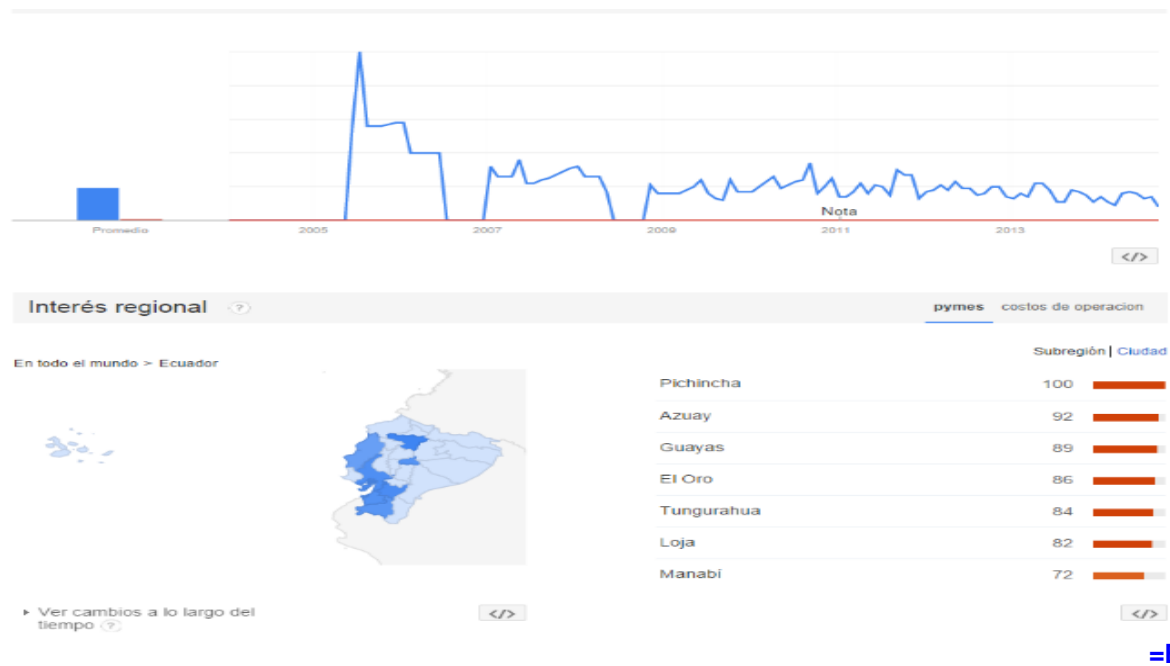 Nota
Promedio 2005 2007 2009 2011 2013
</>
Interés regional ? pymes costos de operacion
Subregión | Ciudad
En todo el mundo > Ecuador
Pichincha 100
Azuay 92
Guayas 89
El Oro 86
Tungurahua 84
Loja 82
Manabí 72
Ver cambios a lo largo del
tiempo ?
</>
</>